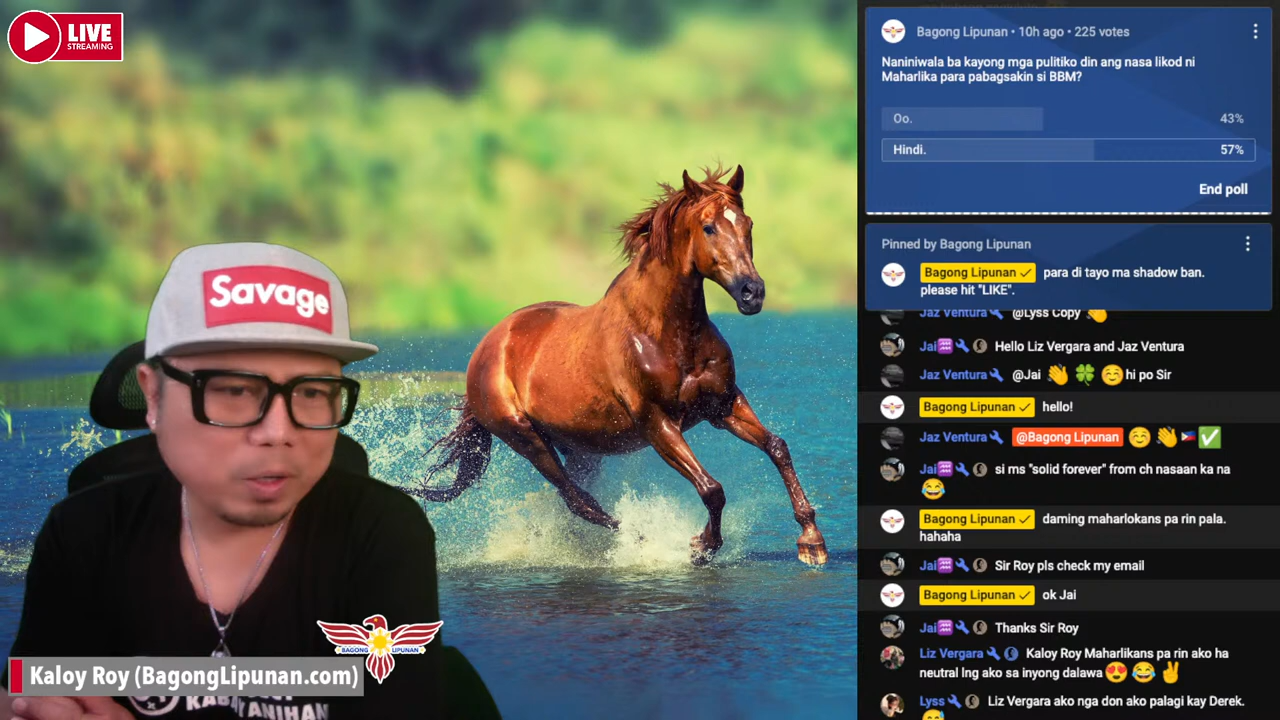 LIVE
STREAMING
Savage
BAGONG LIPUNAN
Kaloy Roy (BagongLipunan.com)
KABAYANIHAN
Bagong Lipunan • 10h ago • 225 votes
Naniniwala ba kayong mga pulitiko din ang nasa likod ni
Maharlika para pabagsakin si BBM?
Oo. 43%
Hindi. 57%
End poll
Pinned by Bagong Lipunan
Bagong Lipunan ✓ para di tayo ma shadow ban.
please hit "LIKE".
Jaz Ventura @Lyss Copy 👋
Jai♒ Hello Liz Vergara and Jaz Ventura
Jaz Ventura @Jai 👋 🍀 ☺️ hi po Sir
Bagong Lipunan ✓ hello!
Jaz Ventura @Bagong Lipunan ☺️ 👋 🇵🇭 ✅
Jai♒ si ms "solid forever" from ch nasaan ka na
😂
Bagong Lipunan ✓ daming maharlokans pa rin pala.
hahaha
Jai♒ Sir Roy pls check my email
Bagong Lipunan ✓ ok Jai
Jai♒ Thanks Sir Roy
Liz Vergara Kaloy Roy Maharlikans pa rin ako ha
neutral lng ako sa inyong dalawa 😍 😂 ✌️
Lyss Liz Vergara ako nga don ako palagi kay Derek.